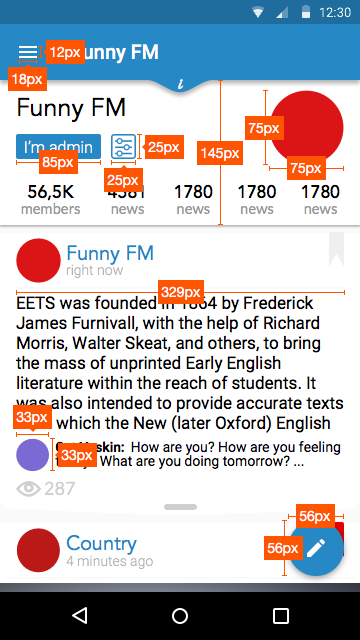 12:30
Funny FM
12px
18px
i
Funny FM
75px
I'm admin
25px
145px
85px
25px
75px
56,5K
4381
1780
1780
1780
members
news
news
news
news
Funny FM
right now
329px
EETS was founded in 1864 by Frederick
James Furnivall, with the help of Richard
Morris, Walter Skeat, and others, to bring
the mass of unprinted Early English
literature within the reach of students. It
was also intended to provide accurate texts
33px
which the New (later Oxford) English
How are you? How are you feeling
33px
What are you doing tomorrow? ...
287
56px
Country
56px
4 minutes ago